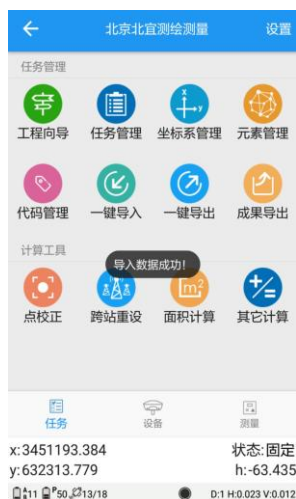 北京北宜测绘测量 设置
任务管理
工程向导 任务管理 坐标系管理 元素管理
代码管理 一键导入 一键导出 成果导出
计算工具
导入数据成功！
点校正 跨站重设 面积计算 其它计算
任务 设备 测量
x:3451193.384 状态:固定
y:632313.779 h:-63.435
11 P50 13/18 D:1 H:0.023 V:0.012